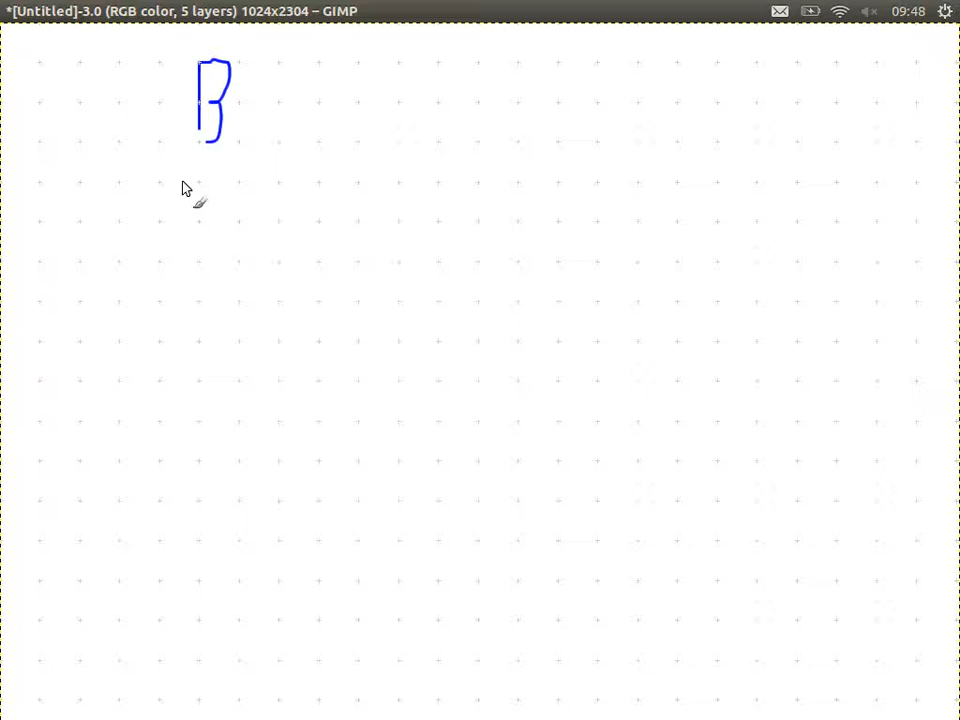 *[Untitled]-3.0 (RGB color, 5 layers) 1024x2304 – GIMP 09:48
B